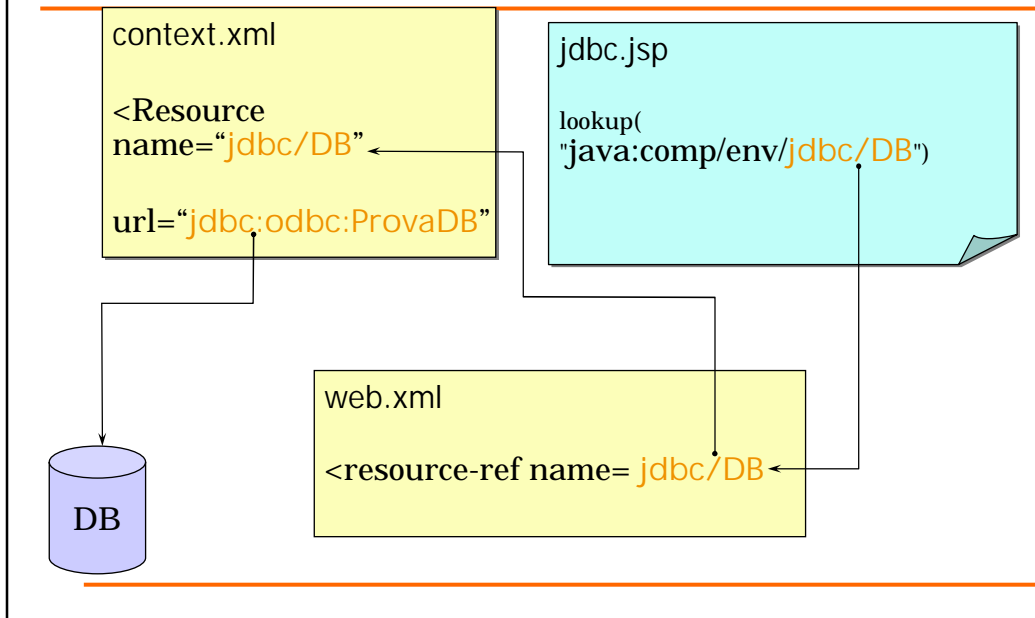 context.xml
<Resource
name=“jdbc/DB”
url=“jdbc:odbc:ProvaDB”
jdbc.jsp
lookup(
"java:comp/env/jdbc/DB")
web.xml
<resource-ref name= jdbc/DB
DB